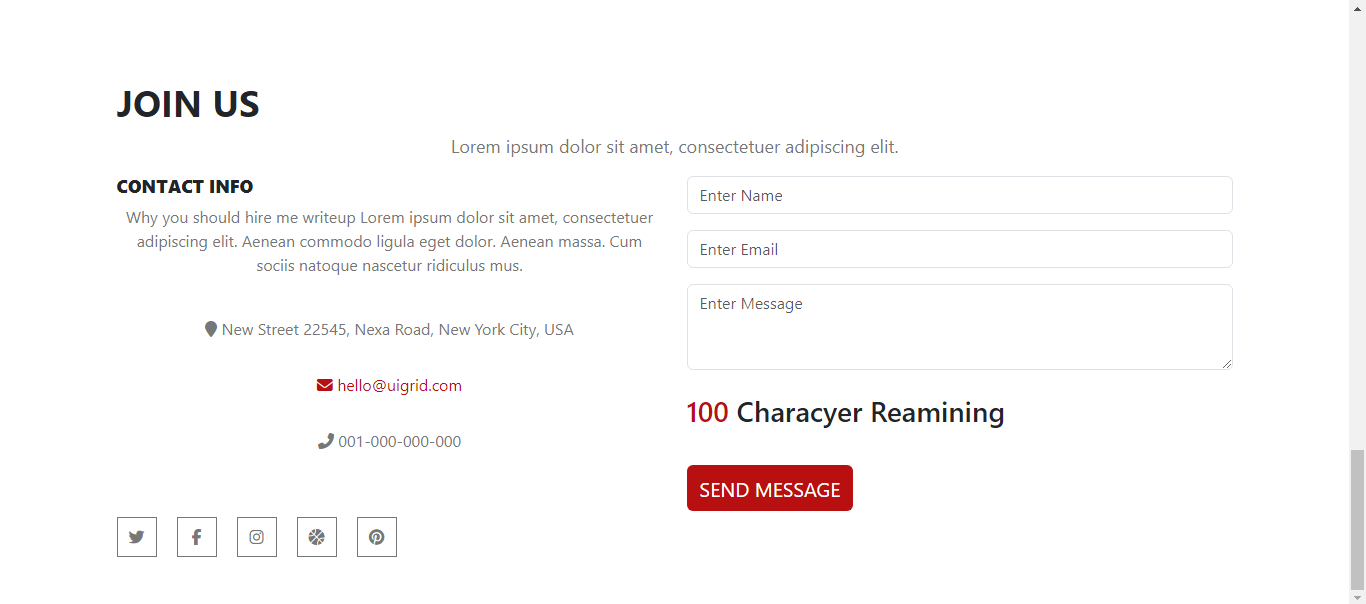 JOIN US
Lorem ipsum dolor sit amet, consectetuer adipiscing elit.
CONTACT INFO
Why you should hire me writeup Lorem ipsum dolor sit amet, consectetuer
adipiscing elit. Aenean commodo ligula eget dolor. Aenean massa. Cum
sociis natoque nascetur ridiculus mus.
New Street 22545, Nexa Road, New York City, USA
hello@uigrid.com
001-000-000-000
Enter Name
Enter Email
Enter Message
100 Characyer Reamining
SEND MESSAGE